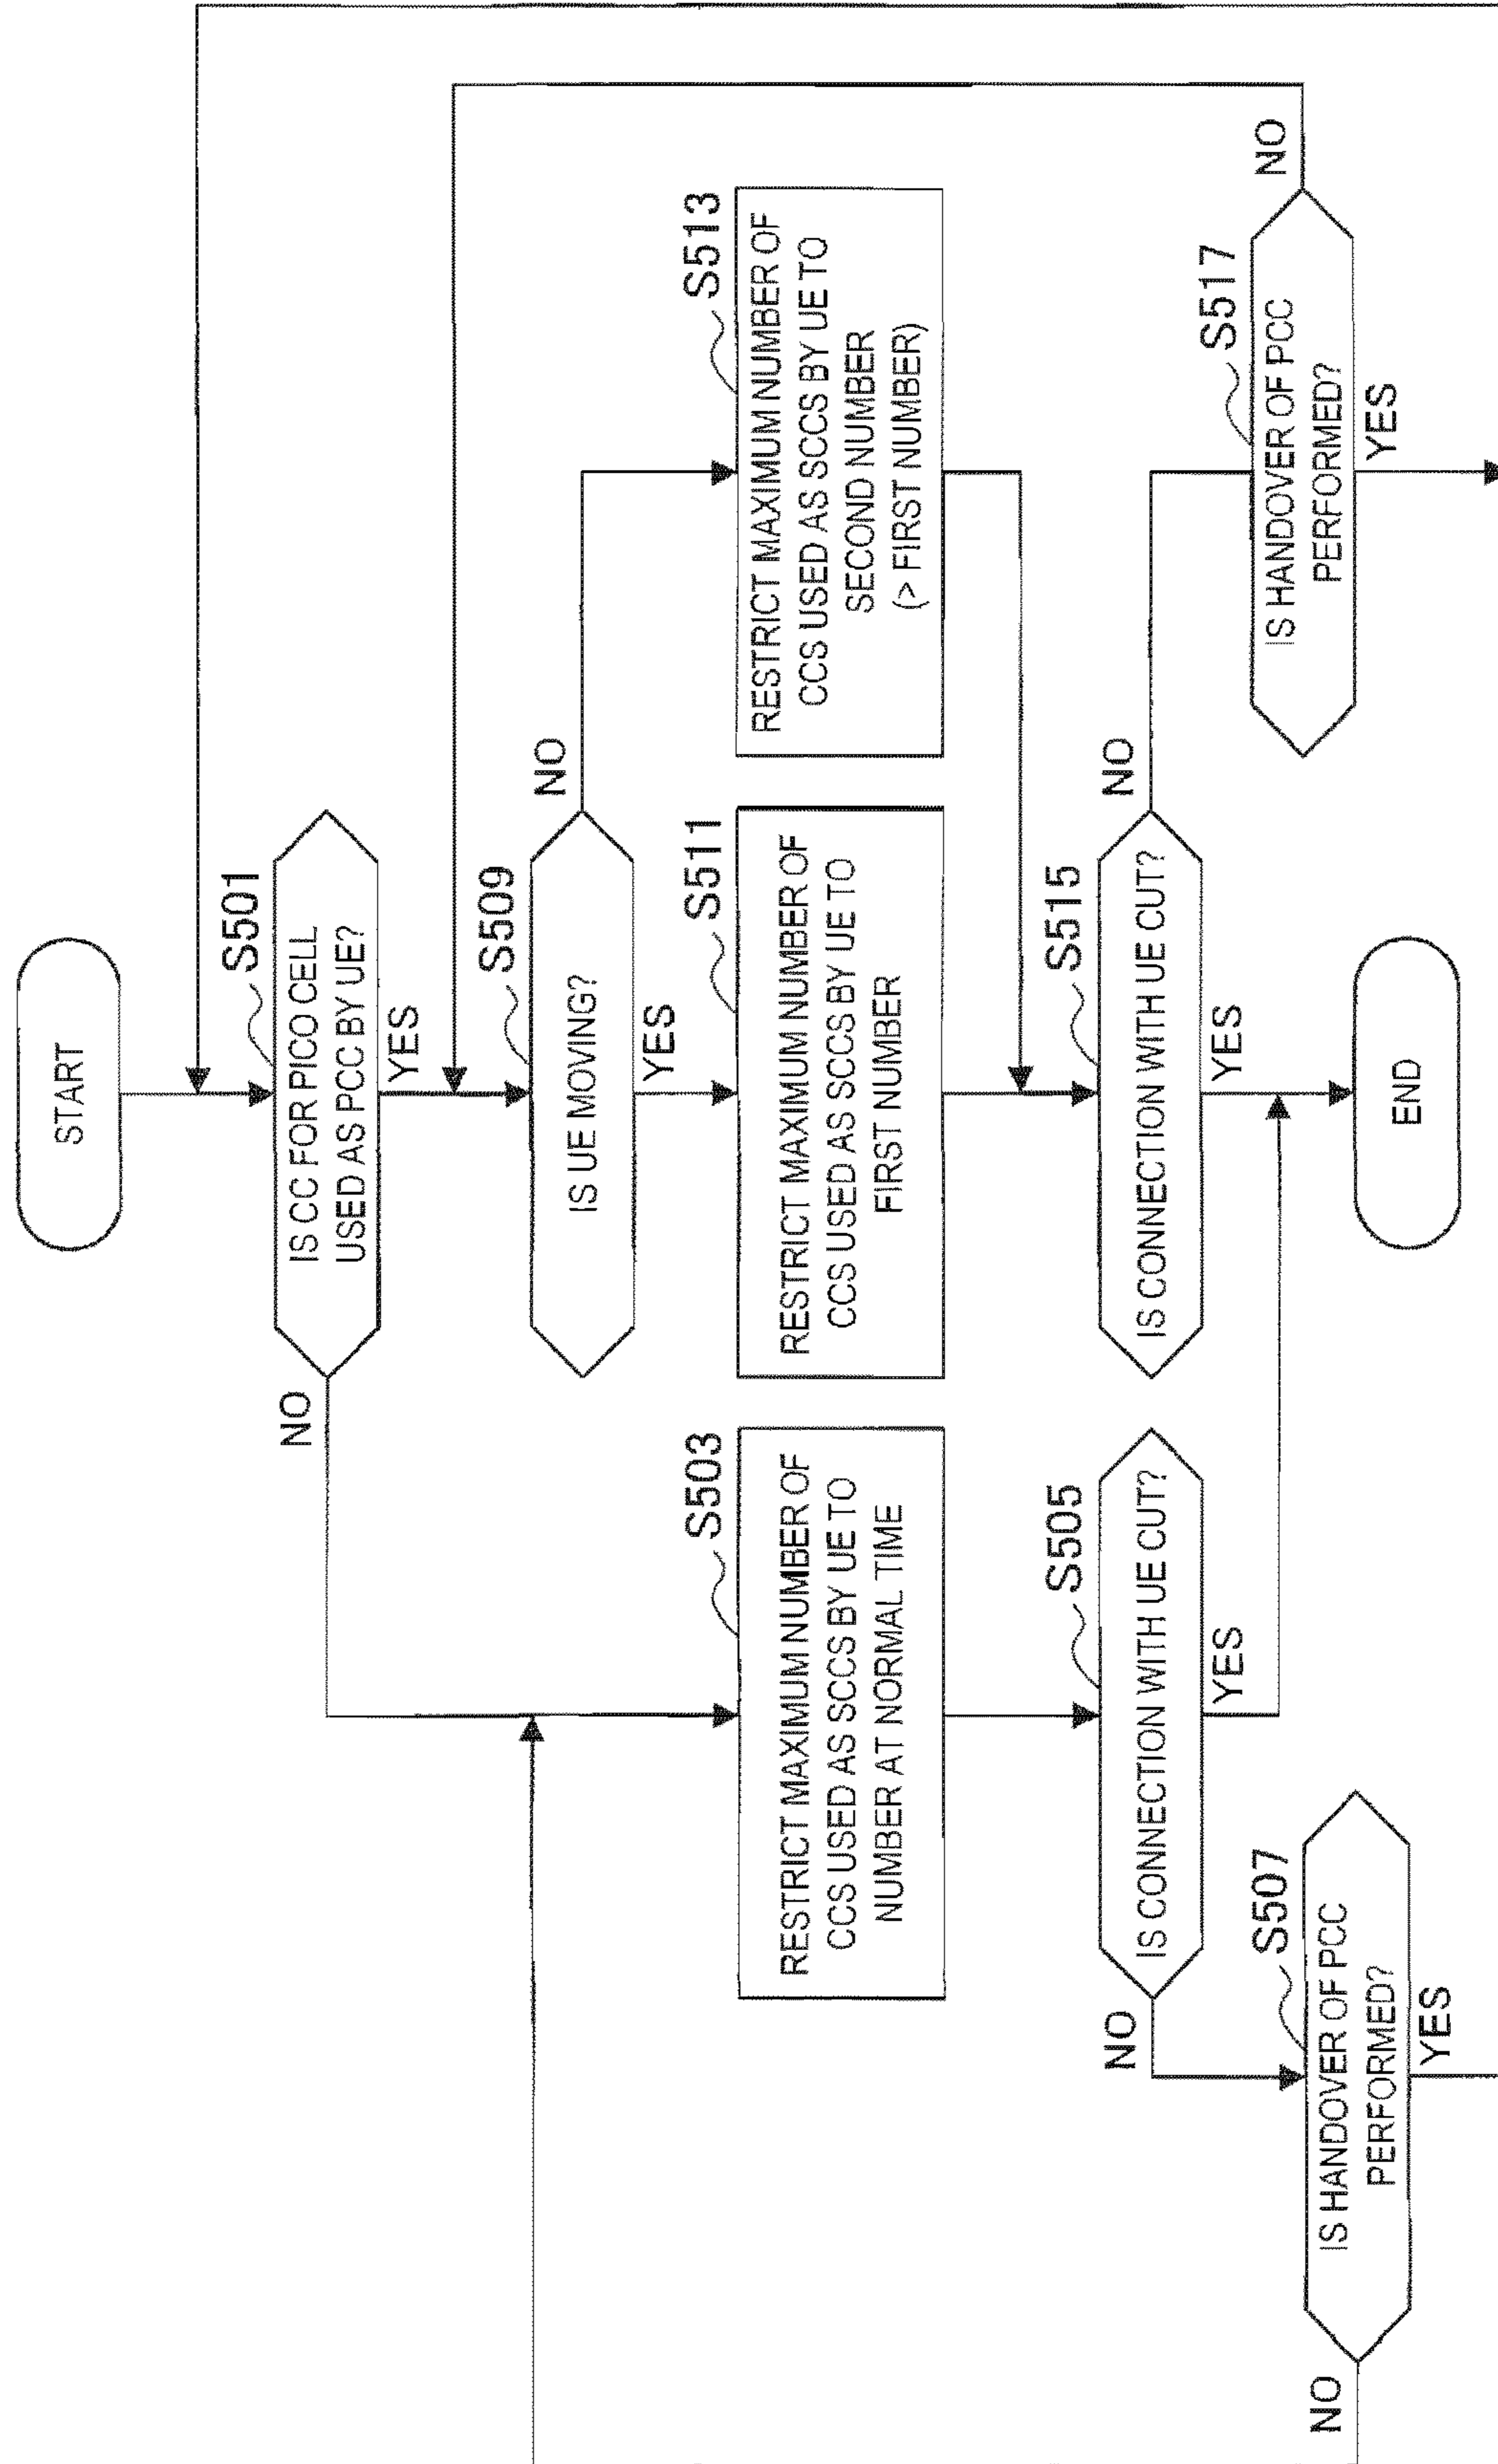 START
S501
IS CC FOR PICO CELL
USED AS PCC BY UE?
NO
YES
S509
IS UE MOVING?
NO
YES
S503
RESTRICT MAXIMUM NUMBER OF
CCS USED AS SCCS BY UE TO
NUMBER AT NORMAL TIME
S511
RESTRICT MAXIMUM NUMBER OF
CCS USED AS SCCS BY UE TO
FIRST NUMBER
S513
RESTRICT MAXIMUM NUMBER OF
CCS USED AS SCCS BY UE TO
SECOND NUMBER
(> FIRST NUMBER)
S505
IS CONNECTION WITH UE CUT?
NO
YES
S515
IS CONNECTION WITH UE CUT?
NO
YES
S507
IS HANDOVER OF PCC
PERFORMED?
NO
YES
S517
IS HANDOVER OF PCC
PERFORMED?
NO
YES
END